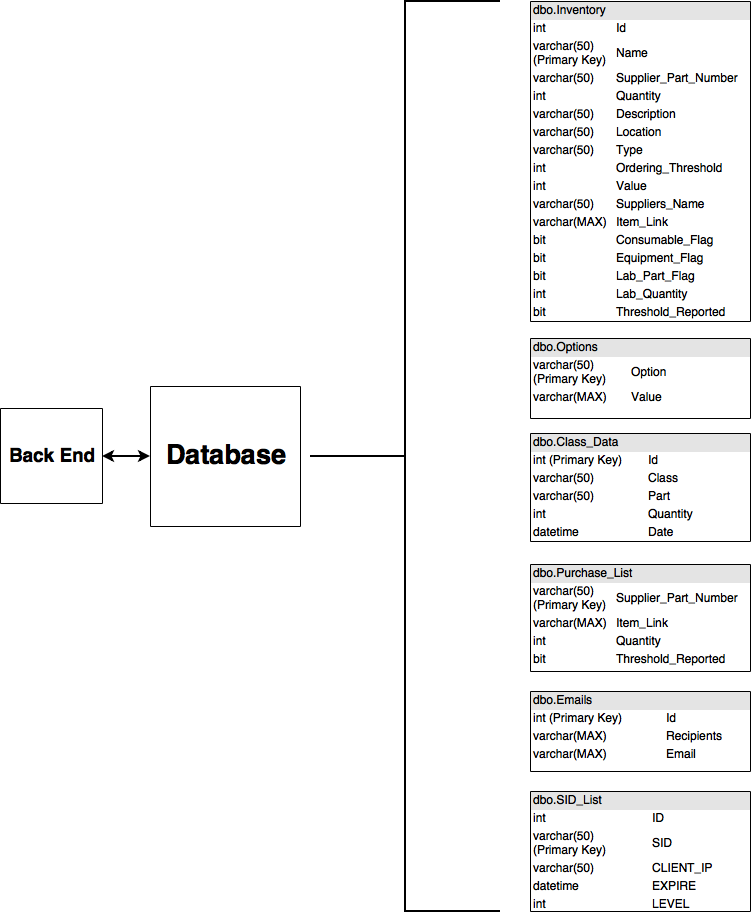 Back End
Database
dbo.Inventory
int Id
varchar(50) (Primary Key) Name
varchar(50) Supplier_Part_Number
int Quantity
varchar(50) Description
varchar(50) Location
varchar(50) Type
int Ordering_Threshold
int Value
varchar(50) Suppliers_Name
varchar(MAX) Item_Link
bit Consumable_Flag
bit Equipment_Flag
bit Lab_Part_Flag
int Lab_Quantity
bit Threshold_Reported
dbo.Options
varchar(50) (Primary Key) Option
varchar(MAX) Value
dbo.Class_Data
int (Primary Key) Id
varchar(50) Class
varchar(50) Part
int Quantity
datetime Date
dbo.Purchase_List
varchar(50) (Primary Key) Supplier_Part_Number
varchar(MAX) Item_Link
int Quantity
bit Threshold_Reported
dbo.Emails
int (Primary Key) Id
varchar(MAX) Recipients
varchar(MAX) Email
dbo.SID_List
int ID
varchar(50) (Primary Key) SID
varchar(50) CLIENT_IP
datetime EXPIRE
int LEVEL